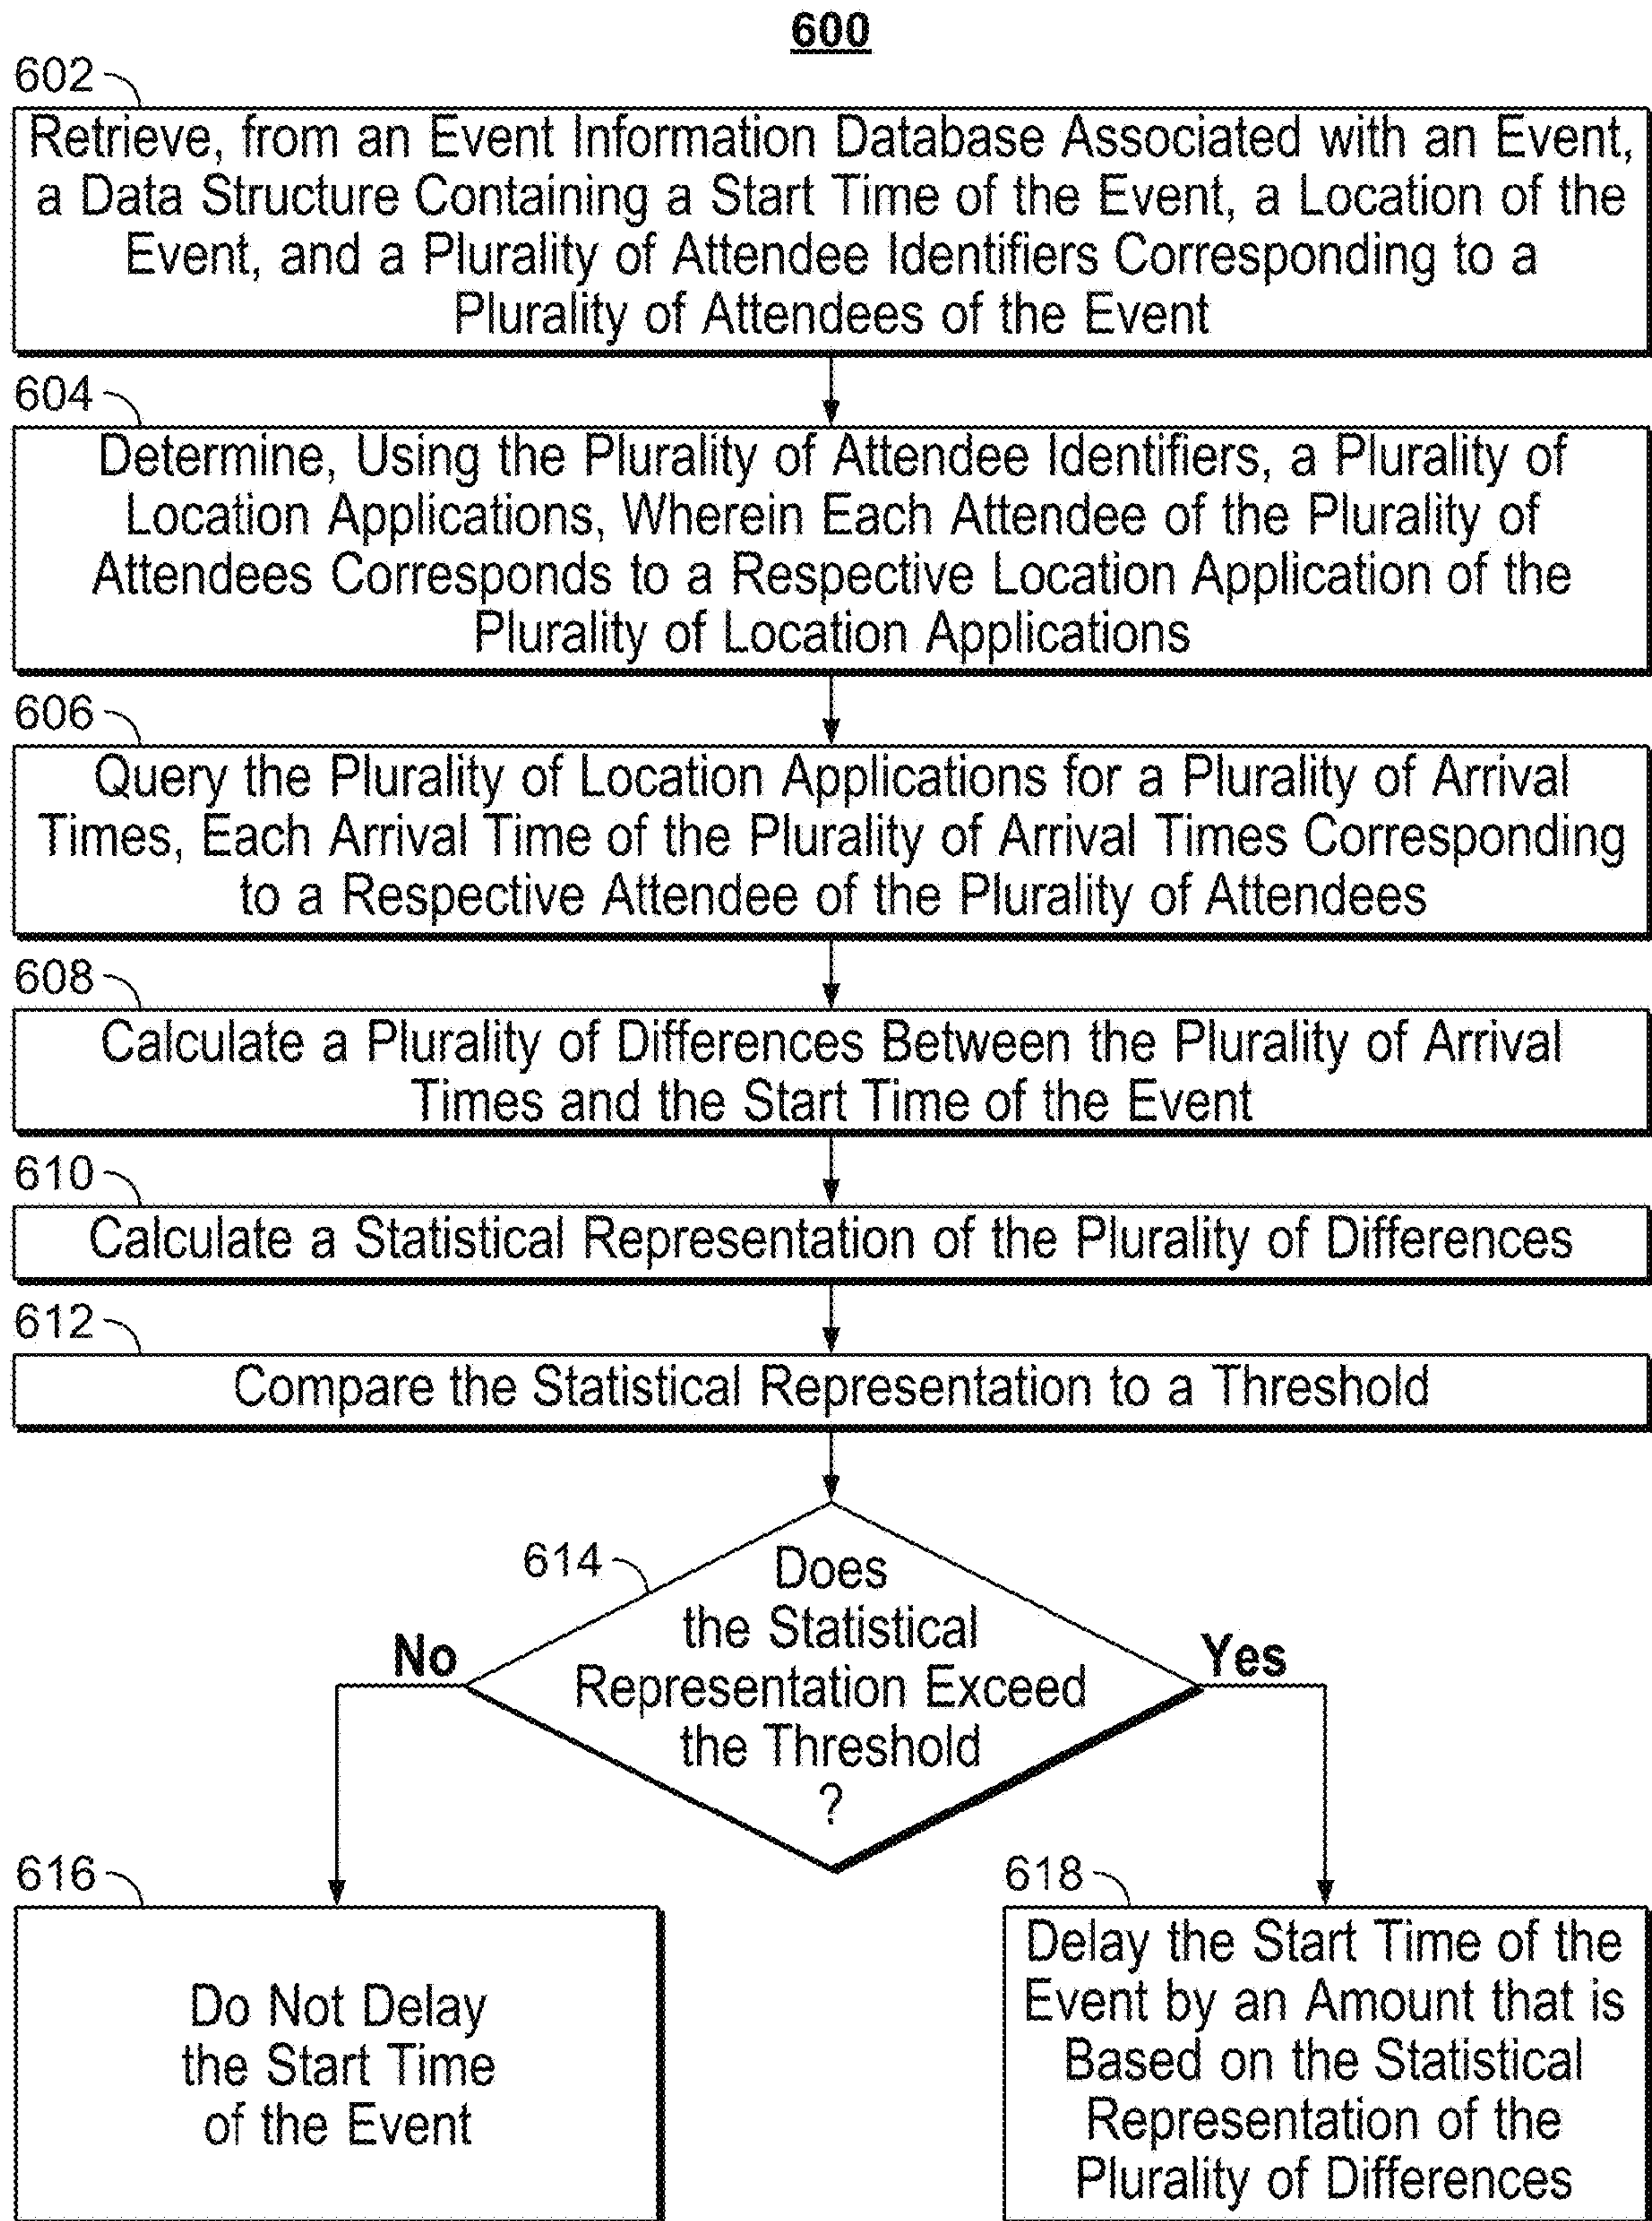 600
602
Retrieve, from an Event Information Database Associated with an Event,
a Data Structure Containing a Start Time of the Event, a Location of the
Event, and a Plurality of Attendee Identifiers Corresponding to a
Plurality of Attendees of the Event
604
Determine, Using the Plurality of Attendee Identifiers, a Plurality of
Location Applications, Wherein Each Attendee of the Plurality of
Attendees Corresponds to a Respective Location Application of the
Plurality of Location Applications
606
Query the Plurality of Location Applications for a Plurality of Arrival
Times, Each Arrival Time of the Plurality of Arrival Times Corresponding
to a Respective Attendee of the Plurality of Attendees
608
Calculate a Plurality of Differences Between the Plurality of Arrival
Times and the Start Time of the Event
610
Calculate a Statistical Representation of the Plurality of Differences
612
Compare the Statistical Representation to a Threshold
614
Does
the Statistical
Representation Exceed
the Threshold
?
No
Yes
616
Do Not Delay
the Start Time
of the Event
618
Delay the Start Time of the
Event by an Amount that is
Based on the Statistical
Representation of the
Plurality of Differences